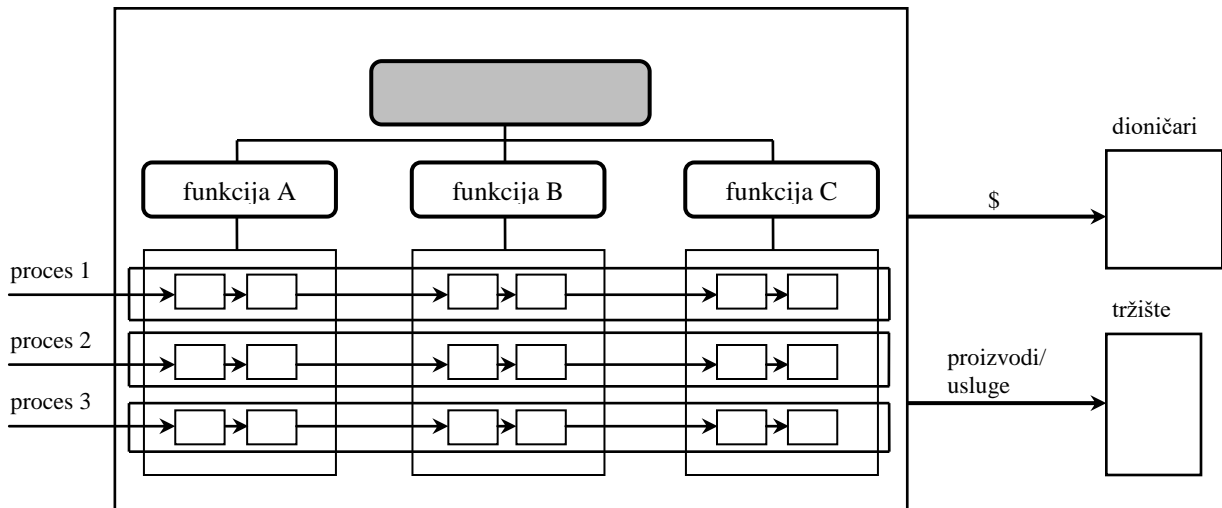 dioničari
funkcija A
funkcija B
funkcija C
$
proces 1
tržište
proces 2
proizvodi/
usluge
proces 3